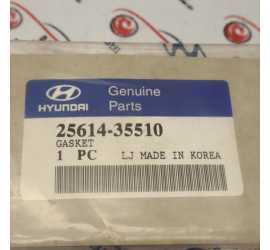 Genuine
Parts
HYUNDAI
25614-35510
GASKET
1 PC LJ MADE IN KOREA